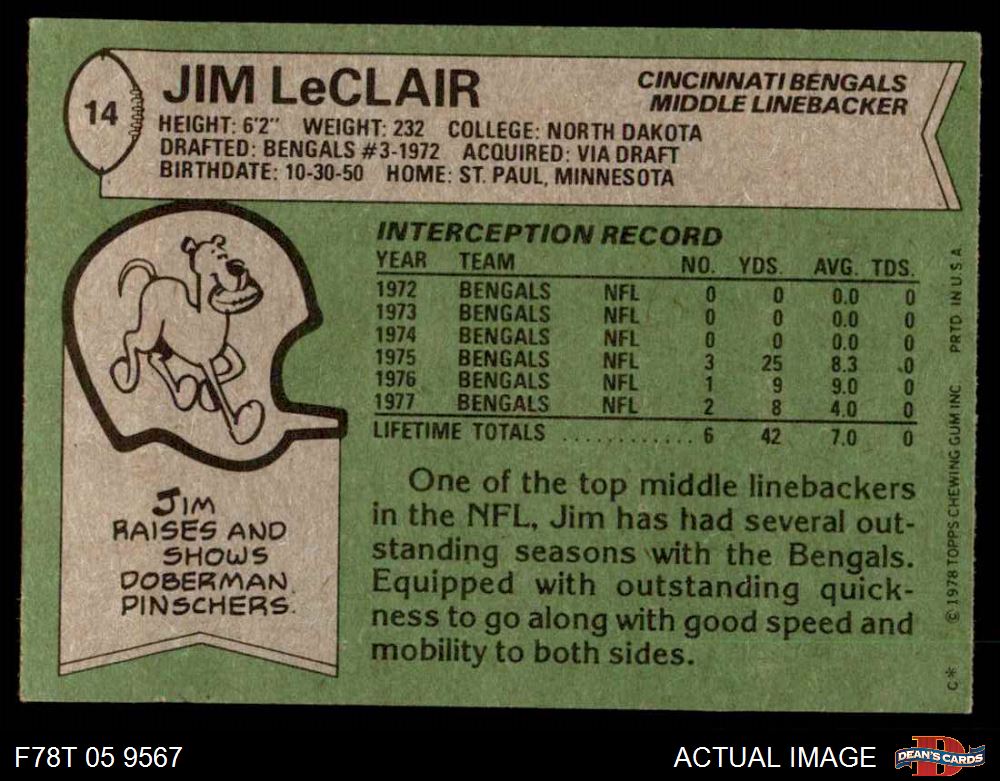 14
JIM LeCLAIR
CINCINNATI BENGALS
MIDDLE LINEBACKER
HEIGHT: 6'2" WEIGHT: 232 COLLEGE: NORTH DAKOTA
DRAFTED: BENGALS #3-1972 ACQUIRED: VIA DRAFT
BIRTHDATE: 10-30-50 HOME: ST. PAUL, MINNESOTA
INTERCEPTION RECORD
YEAR TEAM NO. YDS. AVG. TDS.
1972 BENGALS NFL 0 0 0.0 0
1973 BENGALS NFL 0 0 0.0 0
1974 BENGALS NFL 0 0 0.0 0
1975 BENGALS NFL 3 25 8.3 0
1976 BENGALS NFL 1 9 9.0 0
1977 BENGALS NFL 2 8 4.0 0
LIFETIME TOTALS ............ 6 42 7.0 0
One of the top middle linebackers
in the NFL, Jim has had several out-
standing seasons with the Bengals.
Equipped with outstanding quick-
ness to go along with good speed and
mobility to both sides.
JIM
RAISES AND
SHOWS
DOBERMAN
PINSCHERS.
C* © 1978 TOPPS CHEWING GUM INC. PRTD IN U.S.A.
F78T 05 9567
ACTUAL IMAGE
D
DEAN'S CARDS